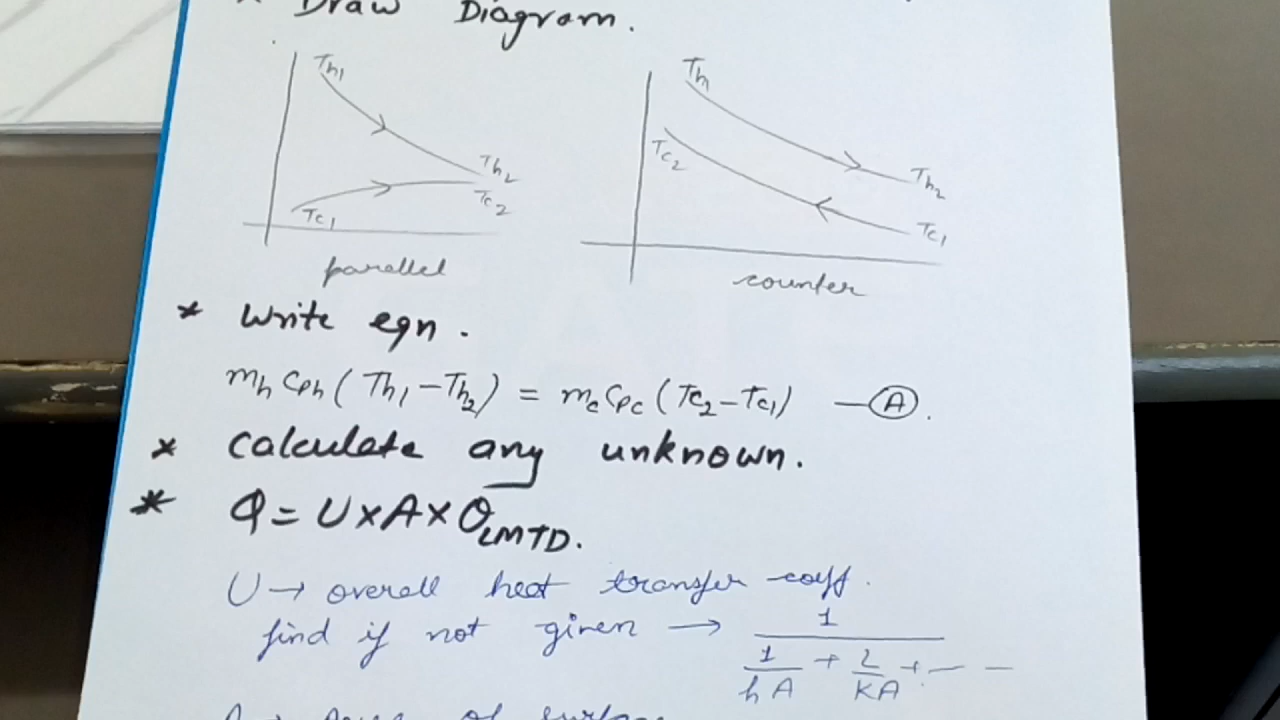 * Draw Diagram.
Th1
Th2
Tc2
Tc1
parallel
Th1
Tc2
Th2
Tc1
counter
* Write eqn.
mh Cph (Th1 - Th2) = mc Cpc (Tc2 - Tc1) — A.
* Calculate any unknown.
* Q = U x A x θLMTD.
U → overall heat transfer coeff.
find if not given → 1 / (1/hA + L/KA + - - -)